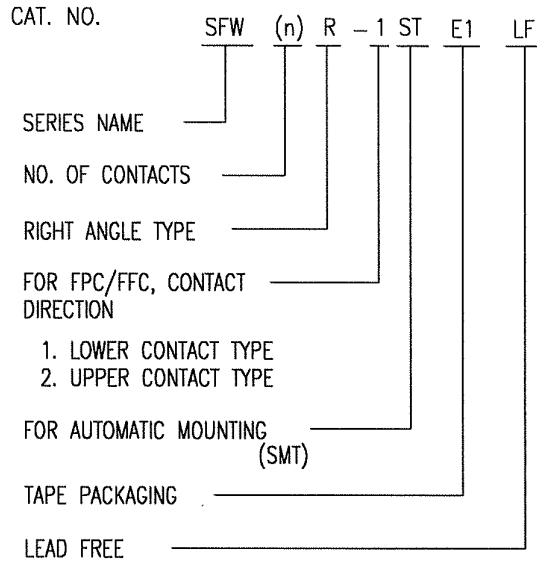 CAT. NO.
SFW (n) R - 1 ST E1 LF
SERIES NAME
NO. OF CONTACTS
RIGHT ANGLE TYPE
FOR FPC/FFC, CONTACT
DIRECTION
1. LOWER CONTACT TYPE
2. UPPER CONTACT TYPE
FOR AUTOMATIC MOUNTING
(SMT)
TAPE PACKAGING
LEAD FREE